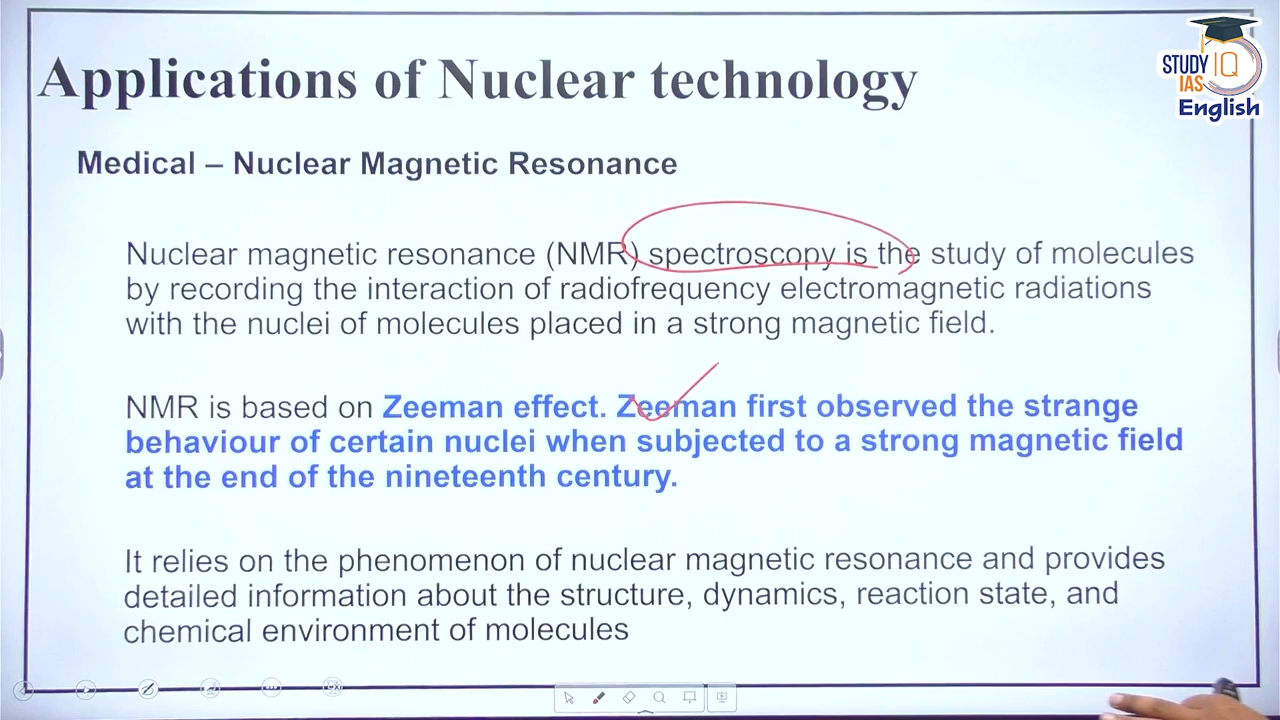 Applications of Nuclear technology
STUDY IQ
IAS
English
Medical – Nuclear Magnetic Resonance
Nuclear magnetic resonance (NMR) spectroscopy is the study of molecules
by recording the interaction of radiofrequency electromagnetic radiations
with the nuclei of molecules placed in a strong magnetic field.
NMR is based on Zeeman effect. Zeeman first observed the strange
behaviour of certain nuclei when subjected to a strong magnetic field
at the end of the nineteenth century.
It relies on the phenomenon of nuclear magnetic resonance and provides
detailed information about the structure, dynamics, reaction state, and
chemical environment of molecules